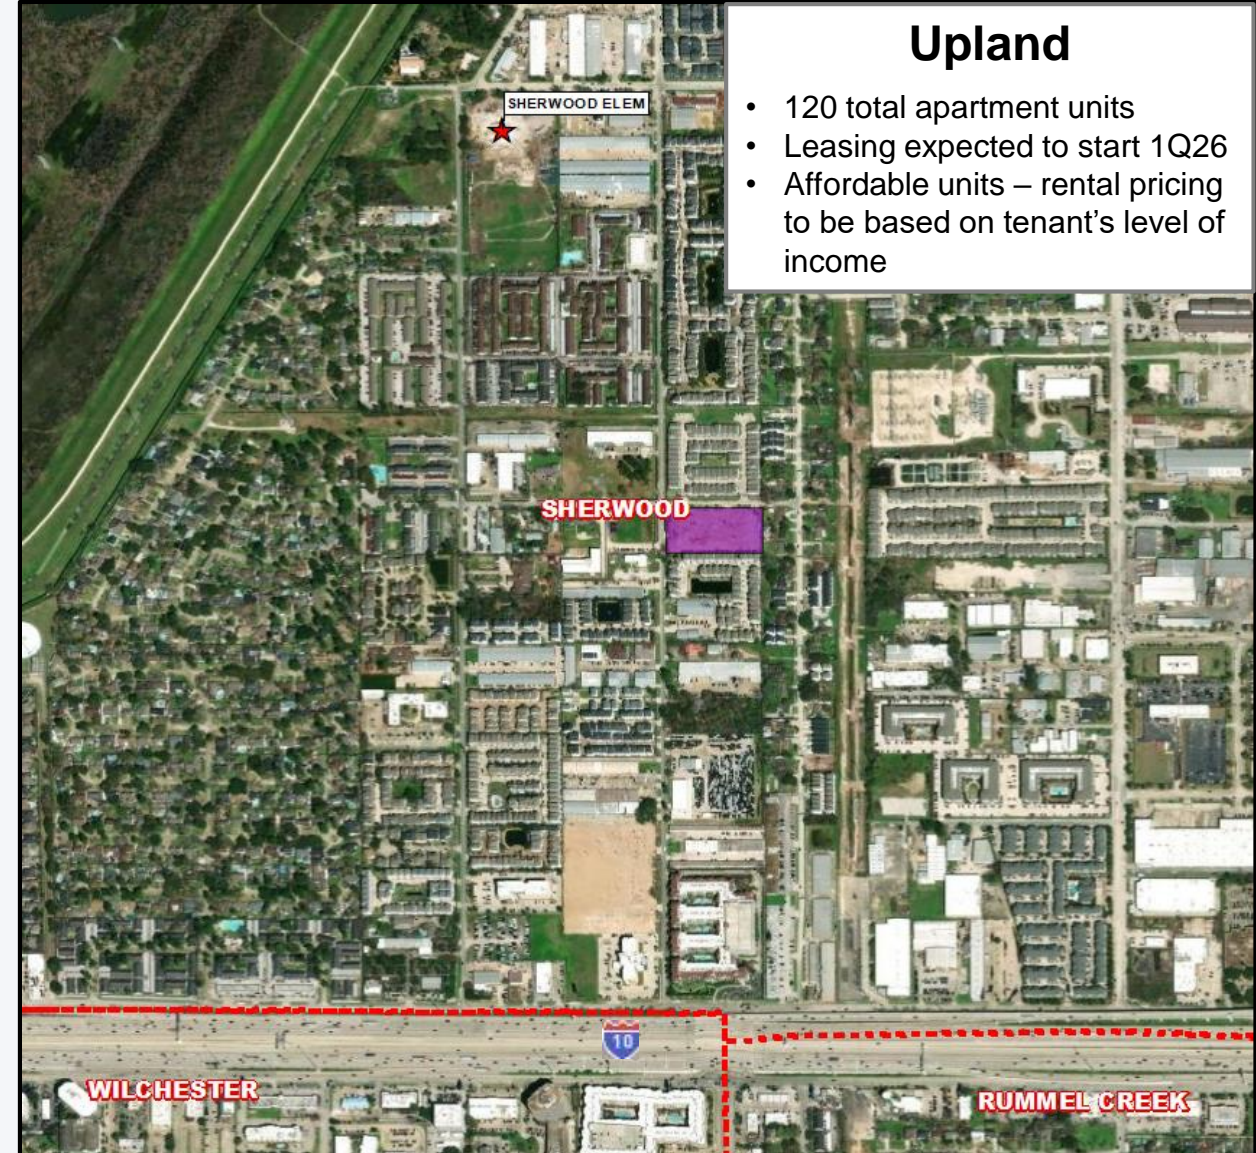 Upland
• 120 total apartment units
• Leasing expected to start 1Q26
• Affordable units – rental pricing
to be based on tenant's level of
income
SHERWOOD ELEM
SHERWOOD
10
WILCHESTER
RUMMEL CREEK